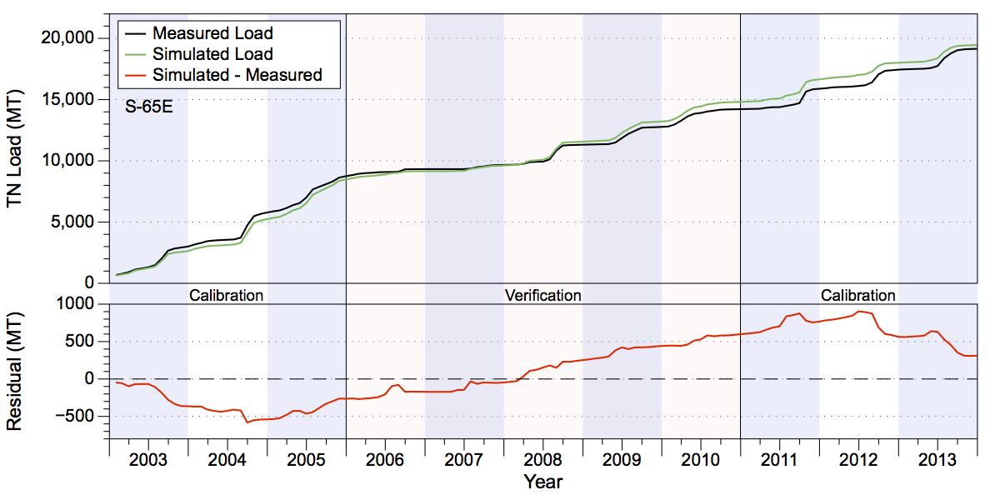 20,000
15,000
10,000
5,000
0
TN Load (MT)
Measured Load
Simulated Load
Simulated - Measured
S-65E
Calibration
Verification
Calibration
1000
500
0
−500
Residual (MT)
2003 2004 2005 2006 2007 2008 2009 2010 2011 2012 2013
Year